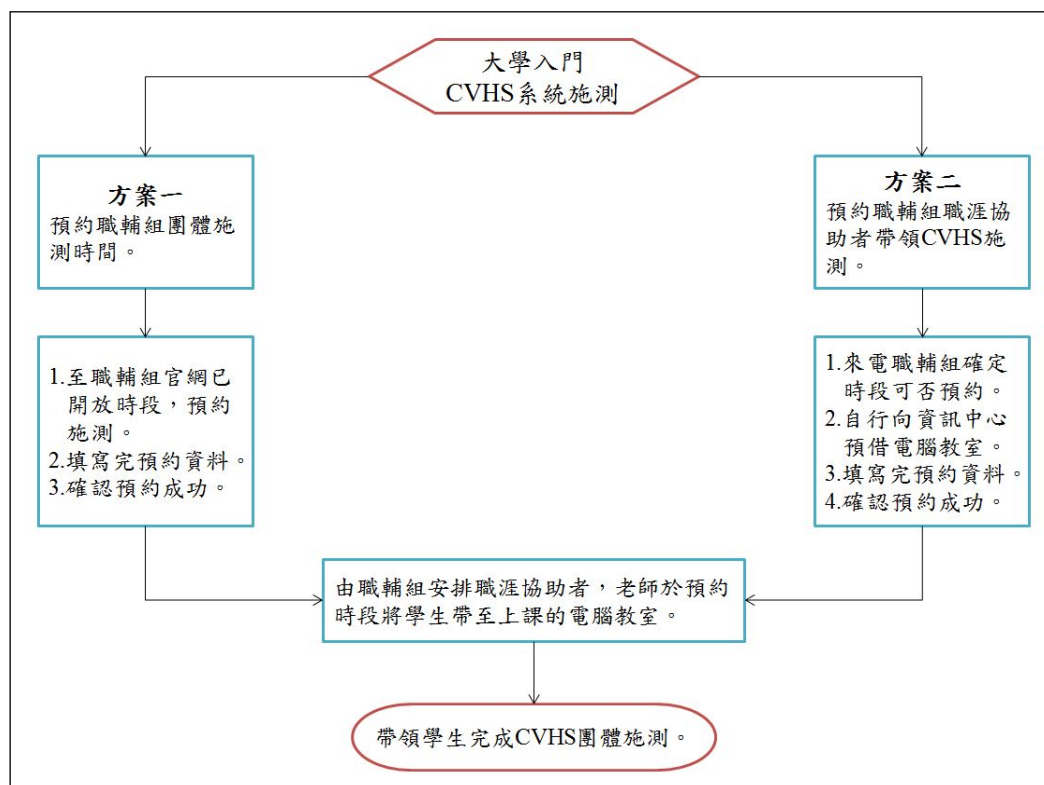 大學入門
CVHS系統施測
方案一
預約職輔組團體施
測時間。
方案二
預約職輔組職涯協
助者帶領CVHS施
測。
1.至職輔組官網已
開放時段，預約
施測。
2.填寫完預約資料。
3.確認預約成功。
1.來電職輔組確定
時段可否預約。
2.自行向資訊中心
預借電腦教室。
3.填寫完預約資料。
4.確認預約成功。
由職輔組安排職涯協助者，老師於預約
時段將學生帶至上課的電腦教室。
帶領學生完成CVHS團體施測。